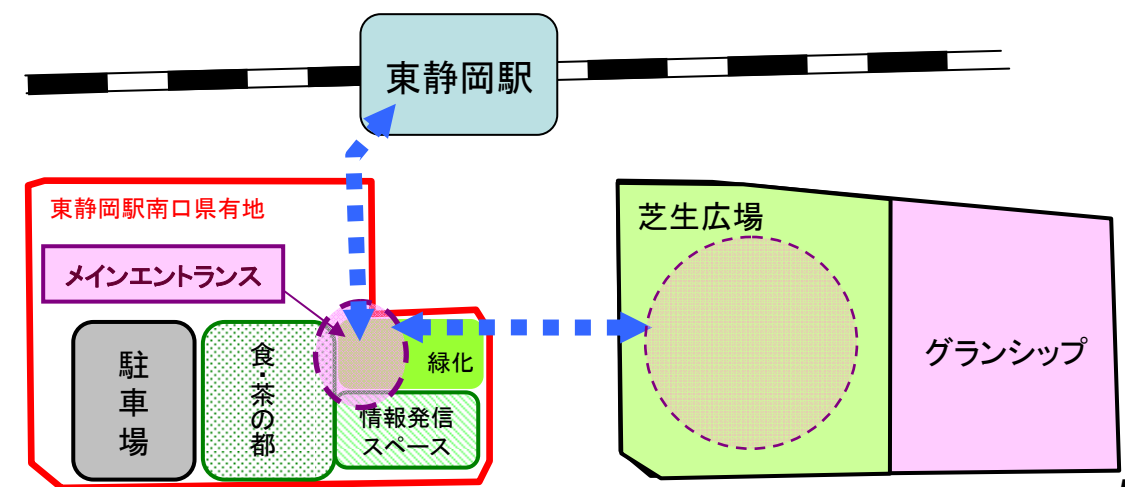 東静岡駅
東静岡駅南口県有地
メインエントランス
駐車場
食・茶の都
緑化
情報発信
スペース
芝生広場
グランシップ